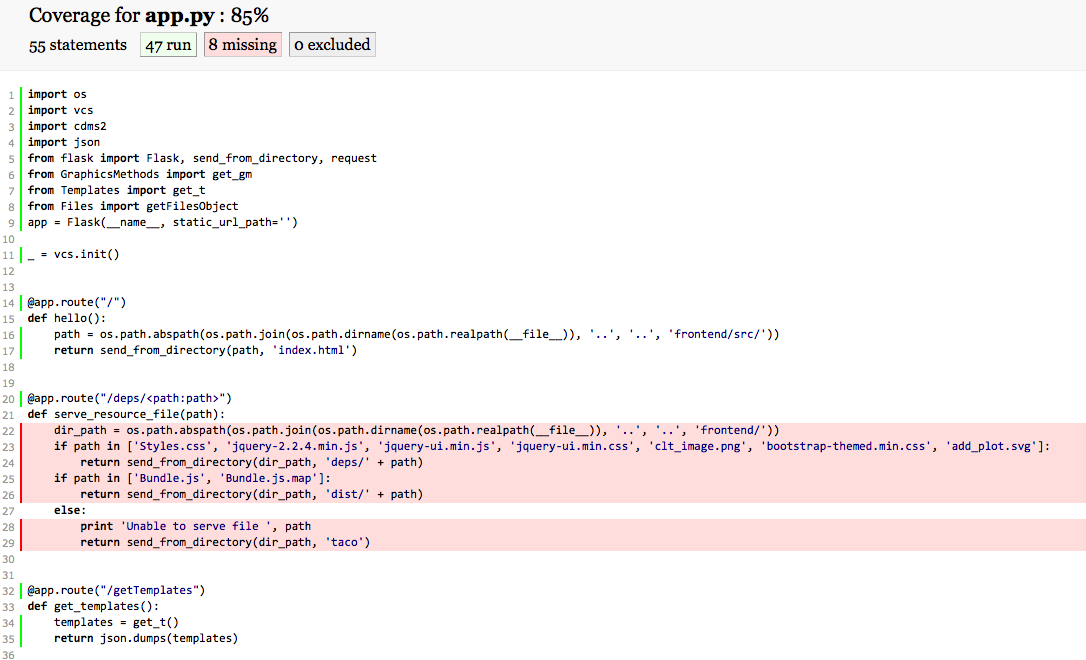 Coverage for app.py : 85%
55 statements 47 run 8 missing 0 excluded
1 import os
2 import vcs
3 import cdms2
4 import json
5 from flask import Flask, send_from_directory, request
6 from GraphicsMethods import get_gm
7 from Templates import get_t
8 from Files import getFilesObject
9 app = Flask(__name__, static_url_path='')
10
11 _ = vcs.init()
12
13
14 @app.route("/")
15 def hello():
16     path = os.path.abspath(os.path.join(os.path.dirname(os.path.realpath(__file__)), '..', '..', 'frontend/src/'))
17     return send_from_directory(path, 'index.html')
18
19
20 @app.route("/deps/<path:path>")
21 def serve_resource_file(path):
22     dir_path = os.path.abspath(os.path.join(os.path.dirname(os.path.realpath(__file__)), '..', '..', 'frontend/'))
23     if path in ['Styles.css', 'jquery-2.2.4.min.js', 'jquery-ui.min.js', 'jquery-ui.min.css', 'clt_image.png', 'bootstrap-themed.min.css', 'add_plot.svg']:
24         return send_from_directory(dir_path, 'deps/' + path)
25     if path in ['Bundle.js', 'Bundle.js.map']:
26         return send_from_directory(dir_path, 'dist/' + path)
27     else:
28         print 'Unable to serve file ', path
29         return send_from_directory(dir_path, 'taco')
30
31
32 @app.route("/getTemplates")
33 def get_templates():
34     templates = get_t()
35     return json.dumps(templates)
36